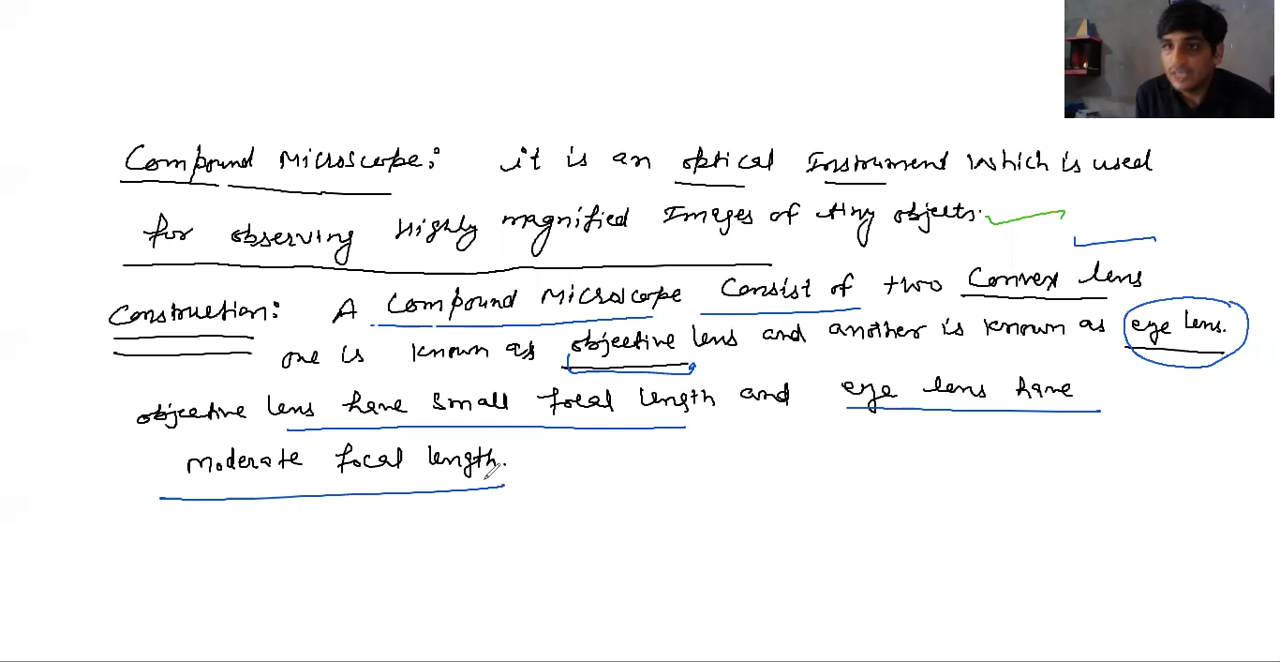 Compound Microscope: it is an optical Instrument which is used
for observing highly magnified Images of tiny objects.
Construction: A Compound Microscope Consist of two Convex lens
one is known as objective lens and another is known as eye lens.
objective lens have small focal length and eye lens have
Moderate focal length.